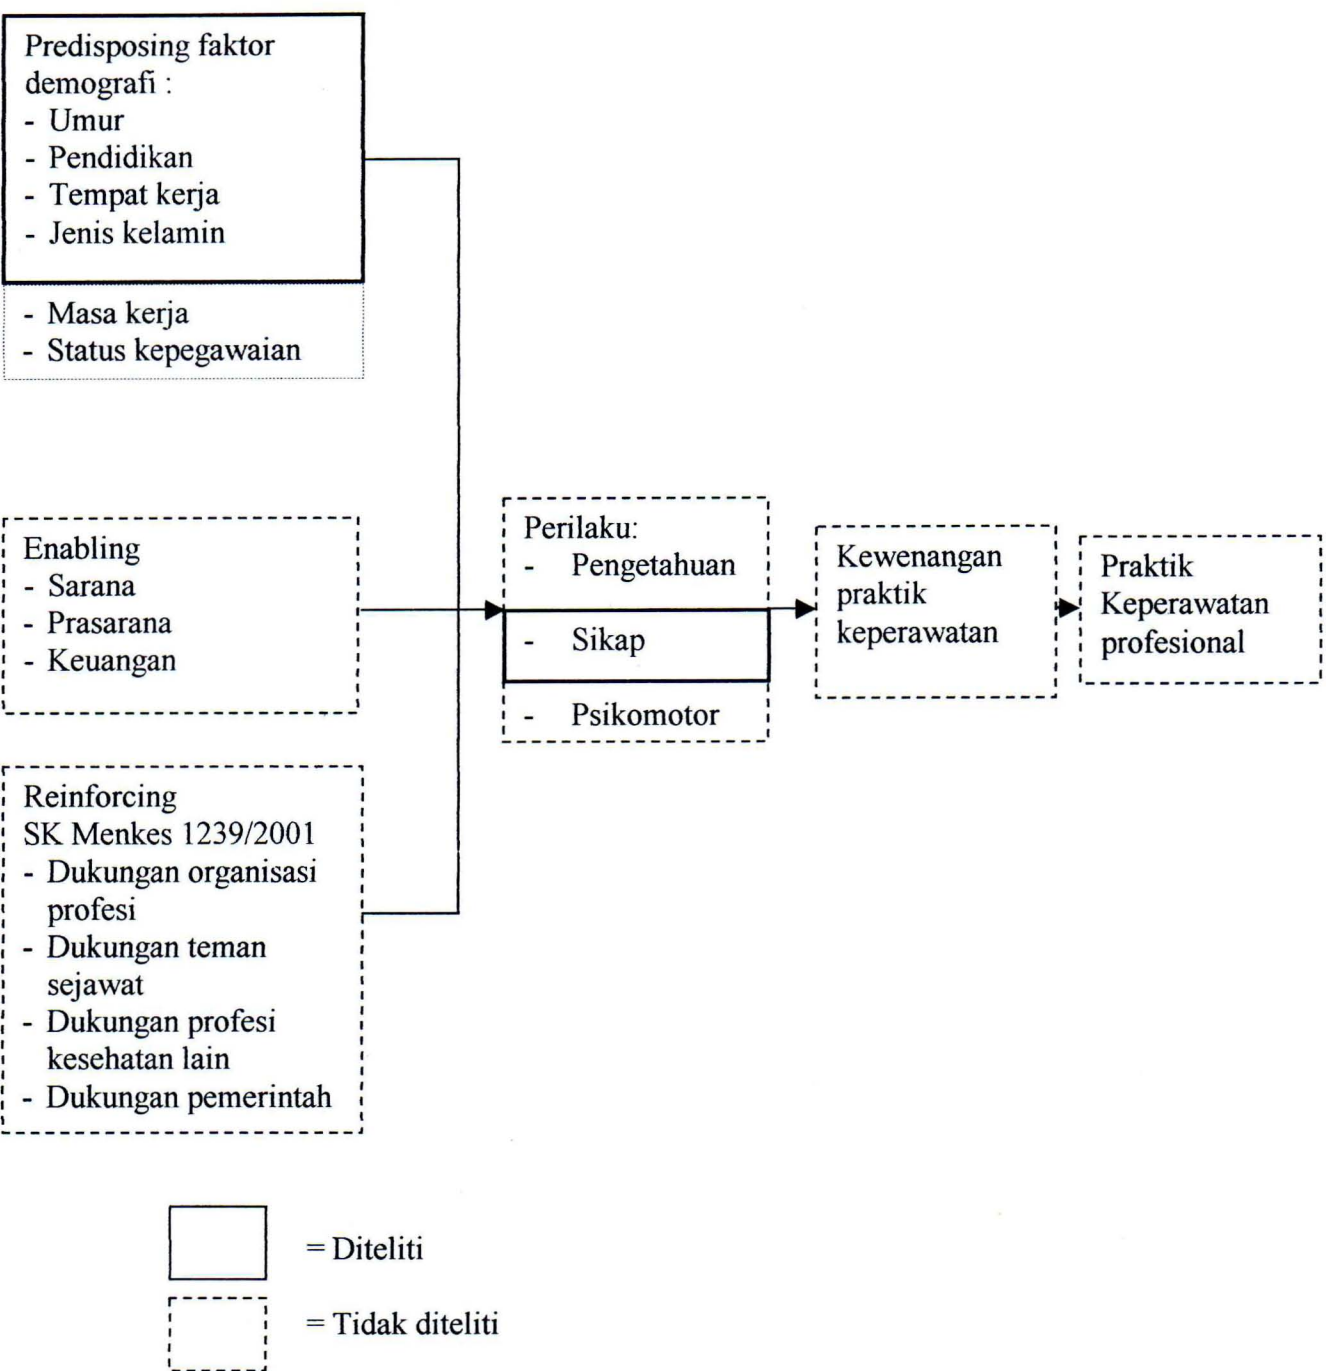 Predisposing faktor
demografi :
- Umur
- Pendidikan
- Tempat kerja
- Jenis kelamin
- Masa kerja
- Status kepegawaian
Enabling
- Sarana
- Prasarana
- Keuangan
Reinforcing
SK Menkes 1239/2001
- Dukungan organisasi
profesi
- Dukungan teman
sejawat
- Dukungan profesi
kesehatan lain
- Dukungan pemerintah
Perilaku:
- Pengetahuan
- Sikap
- Psikomotor
Kewenangan
praktik
keperawatan
Praktik
Keperawatan
profesional
= Diteliti
= Tidak diteliti